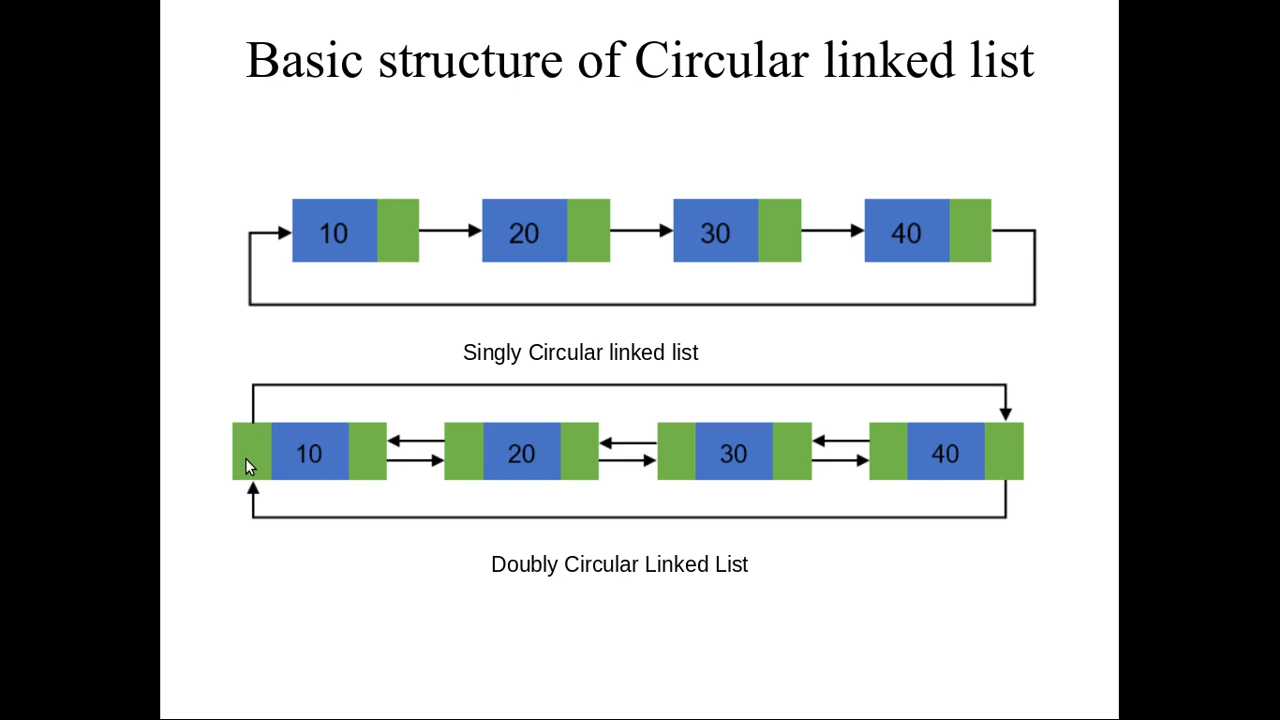 Basic structure of Circular linked list
10 20 30 40
Singly Circular linked list
10 20 30 40
Doubly Circular Linked List